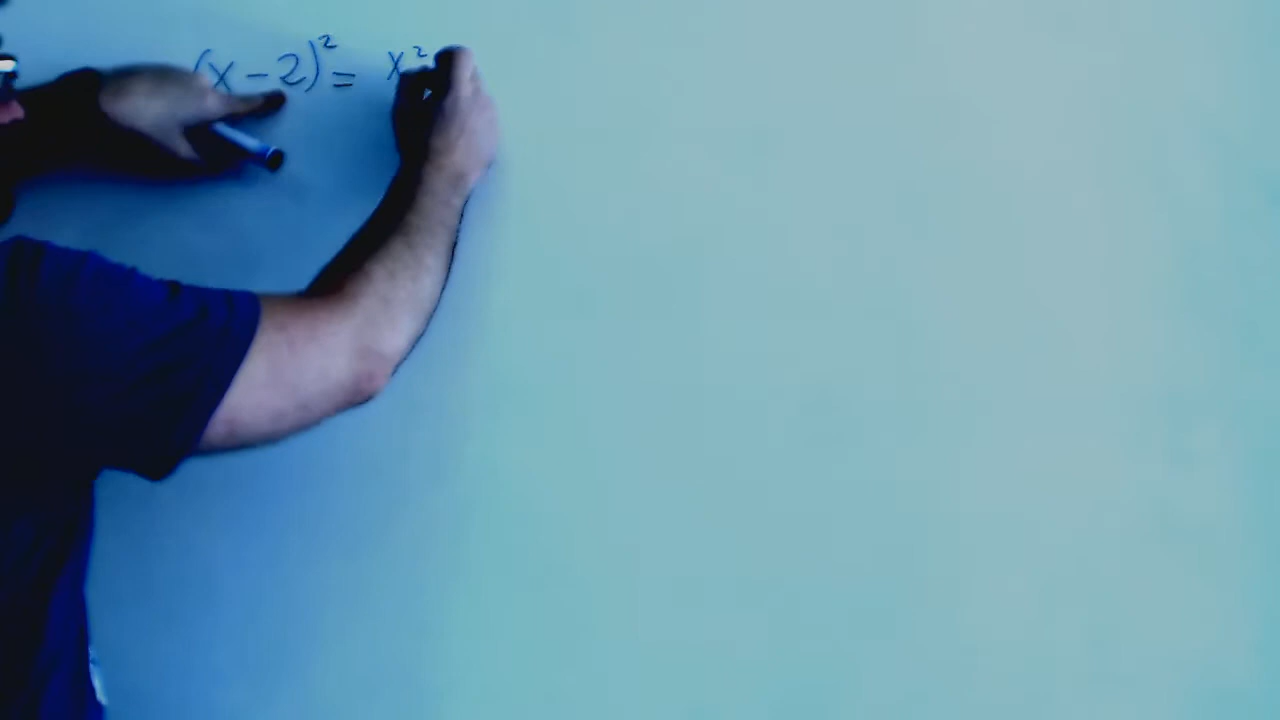 (x-2)² = x²